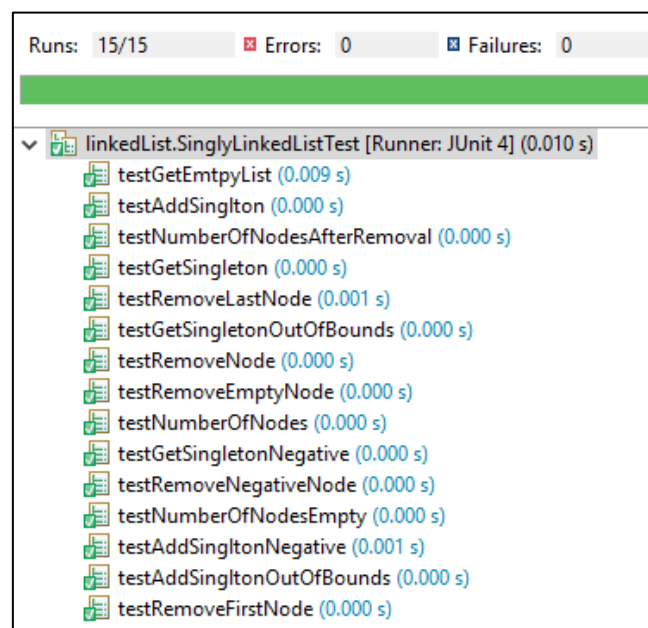 Runs: 15/15 Errors: 0 Failures: 0
linkedList.SinglyLinkedListTest [Runner: JUnit 4] (0.010 s)
testGetEmtpyList (0.009 s)
testAddSinglton (0.000 s)
testNumberOfNodesAfterRemoval (0.000 s)
testGetSingleton (0.000 s)
testRemoveLastNode (0.001 s)
testGetSingletonOutOfBounds (0.000 s)
testRemoveNode (0.000 s)
testRemoveEmptyNode (0.000 s)
testNumberOfNodes (0.000 s)
testGetSingletonNegative (0.000 s)
testRemoveNegativeNode (0.000 s)
testNumberOfNodesEmpty (0.000 s)
testAddSingltonNegative (0.001 s)
testAddSingltonOutOfBounds (0.000 s)
testRemoveFirstNode (0.000 s)